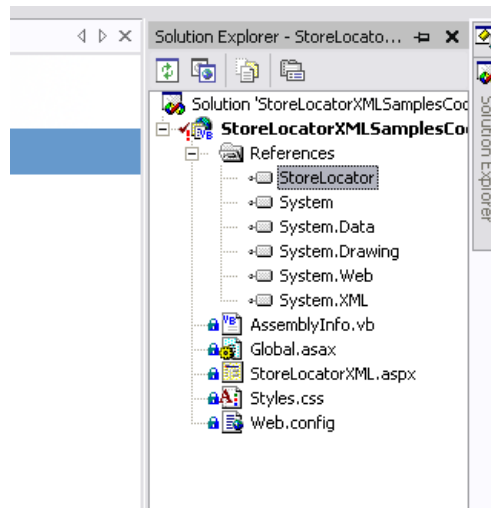 Solution Explorer - StoreLocato...
Solution 'StoreLocatorXMLSamplesCod
StoreLocatorXMLSamplesCo
References
StoreLocator
System
System.Data
System.Drawing
System.Web
System.XML
AssemblyInfo.vb
Global.asax
StoreLocatorXML.aspx
Styles.css
Web.config
Solution Explorer